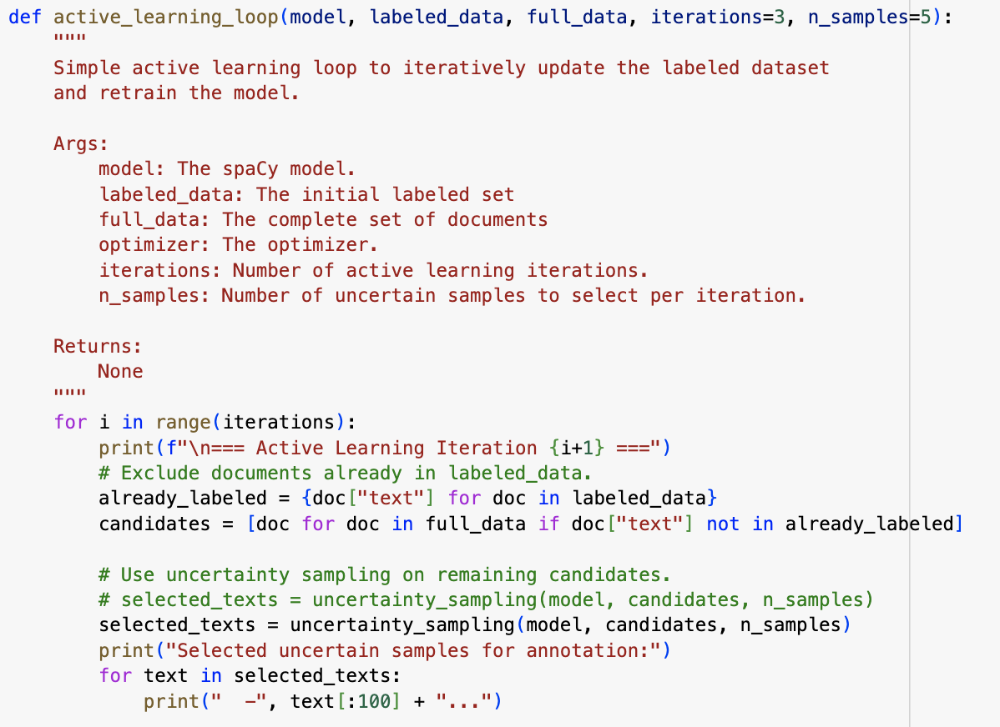 def active_learning_loop(model, labeled_data, full_data, iterations=3, n_samples=5):
    """
    Simple active learning loop to iteratively update the labeled dataset
    and retrain the model.

    Args:
        model: The spaCy model.
        labeled_data: The initial labeled set
        full_data: The complete set of documents
        optimizer: The optimizer.
        iterations: Number of active learning iterations.
        n_samples: Number of uncertain samples to select per iteration.

    Returns:
        None
    """
    for i in range(iterations):
        print(f"\n=== Active Learning Iteration {i+1} ===")
        # Exclude documents already in labeled_data.
        already_labeled = {doc["text"] for doc in labeled_data}
        candidates = [doc for doc in full_data if doc["text"] not in already_labeled]

        # Use uncertainty sampling on remaining candidates.
        # selected_texts = uncertainty_sampling(model, candidates, n_samples)
        selected_texts = uncertainty_sampling(model, candidates, n_samples)
        print("Selected uncertain samples for annotation:")
        for text in selected_texts:
            print("  -", text[:100] + "...")